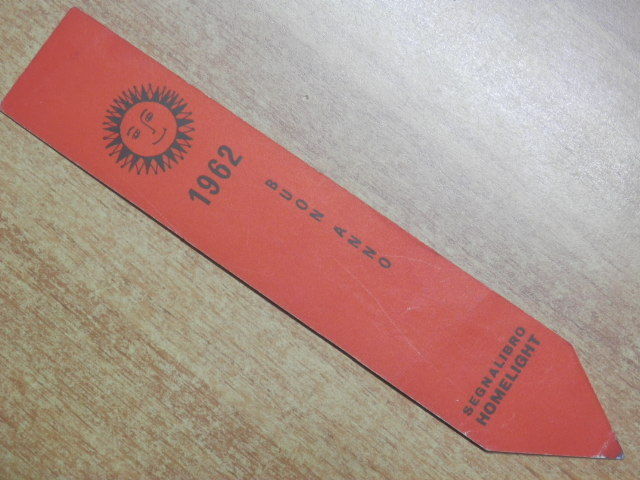 1962
BUON ANNO
SEGNALIBRO
HOMELIGHT